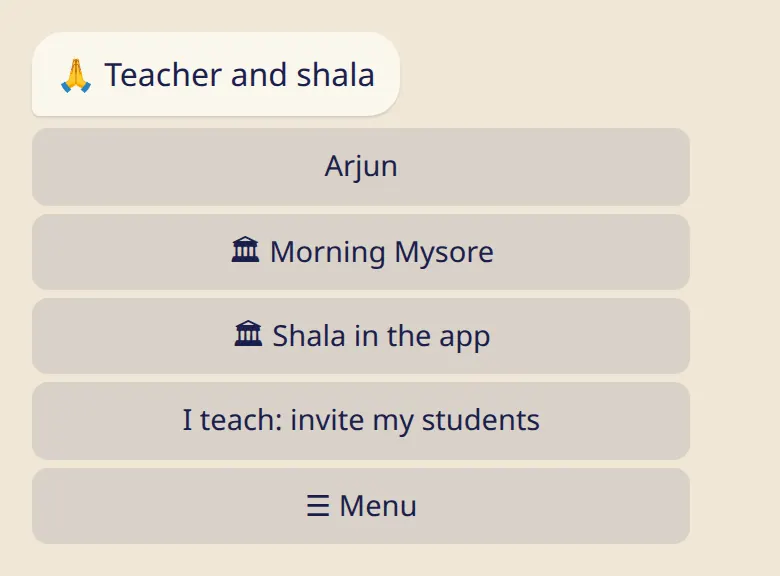 🙏 Teacher and shala
Arjun
🏛 Morning Mysore
🏛 Shala in the app
I teach: invite my students
☰ Menu